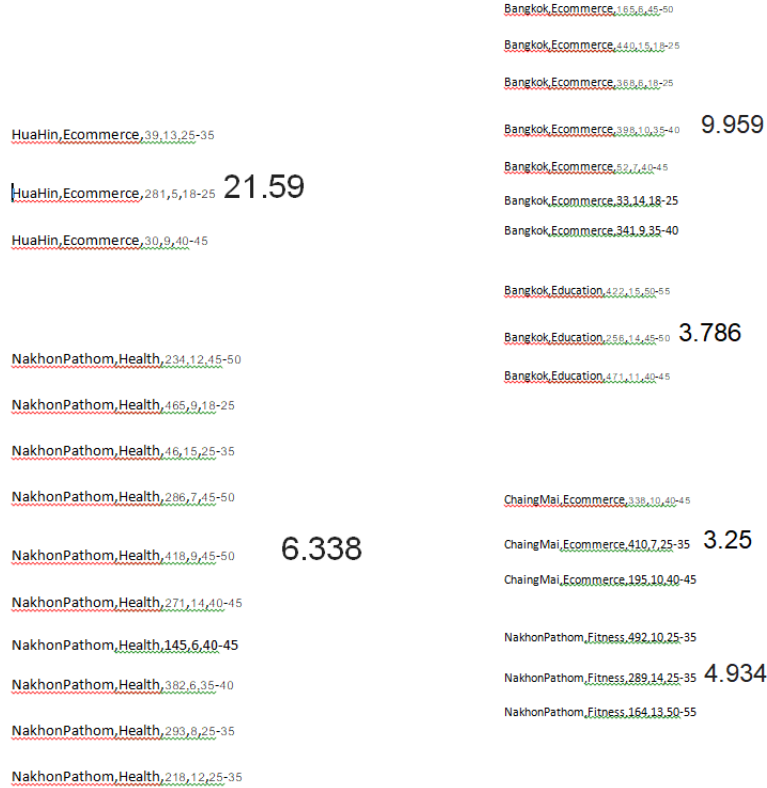 HuaHin,Ecommerce,39,13,25-35
HuaHin,Ecommerce,281,5,18-25 21.59
HuaHin,Ecommerce,30,9,40-45
NakhonPathom,Health,234,12,45-50
NakhonPathom,Health,465,9,18-25
NakhonPathom,Health,46,15,25-35
NakhonPathom,Health,286,7,45-50
NakhonPathom,Health,418,9,45-50 6.338
NakhonPathom,Health,271,14,40-45
NakhonPathom,Health,145,6,40-45
NakhonPathom,Health,382,6,35-40
NakhonPathom,Health,293,8,25-35
NakhonPathom,Health,218,12,25-35
Bangkok,Ecommerce,165,6,45-50
Bangkok,Ecommerce,440,15,18-25
Bangkok,Ecommerce,368,6,18-25
Bangkok,Ecommerce,398,10,35-40 9.959
Bangkok,Ecommerce,52,7,40-45
Bangkok,Ecommerce,33,14,18-25
Bangkok,Ecommerce,341,9,35-40
Bangkok,Education,422,15,50-55
Bangkok,Education,256,14,45-50 3.786
Bangkok,Education,471,11,40-45
ChaingMai,Ecommerce,338,10,40-45
ChaingMai,Ecommerce,410,7,25-35 3.25
ChaingMai,Ecommerce,195,10,40-45
NakhonPathom,Fitness,492,10,25-35
NakhonPathom,Fitness,289,14,25-35 4.934
NakhonPathom,Fitness,164,13,50-55